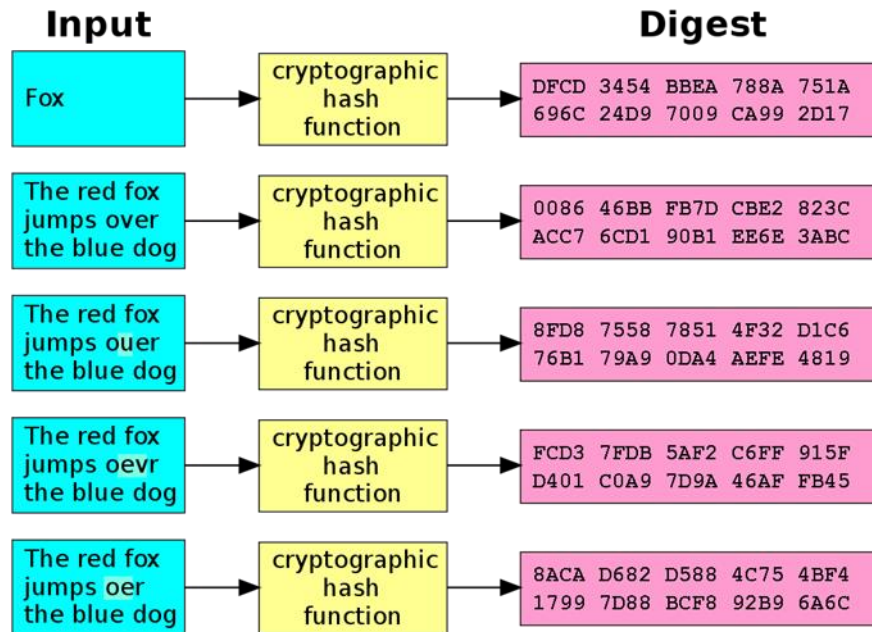 Input
Digest
Fox
cryptographic
hash
function
DFCD 3454 BBEA 788A 751A
696C 24D9 7009 CA99 2D17
The red fox
jumps over
the blue dog
cryptographic
hash
function
0086 46BB FB7D CBE2 823C
ACC7 6CD1 90B1 EE6E 3ABC
The red fox
jumps ouer
the blue dog
cryptographic
hash
function
8FD8 7558 7851 4F32 D1C6
76B1 79A9 0DA4 AEFE 4819
The red fox
jumps oevr
the blue dog
cryptographic
hash
function
FCD3 7FDB 5AF2 C6FF 915F
D401 C0A9 7D9A 46AF FB45
The red fox
jumps oer
the blue dog
cryptographic
hash
function
8ACA D682 D588 4C75 4BF4
1799 7D88 BCF8 92B9 6A6C